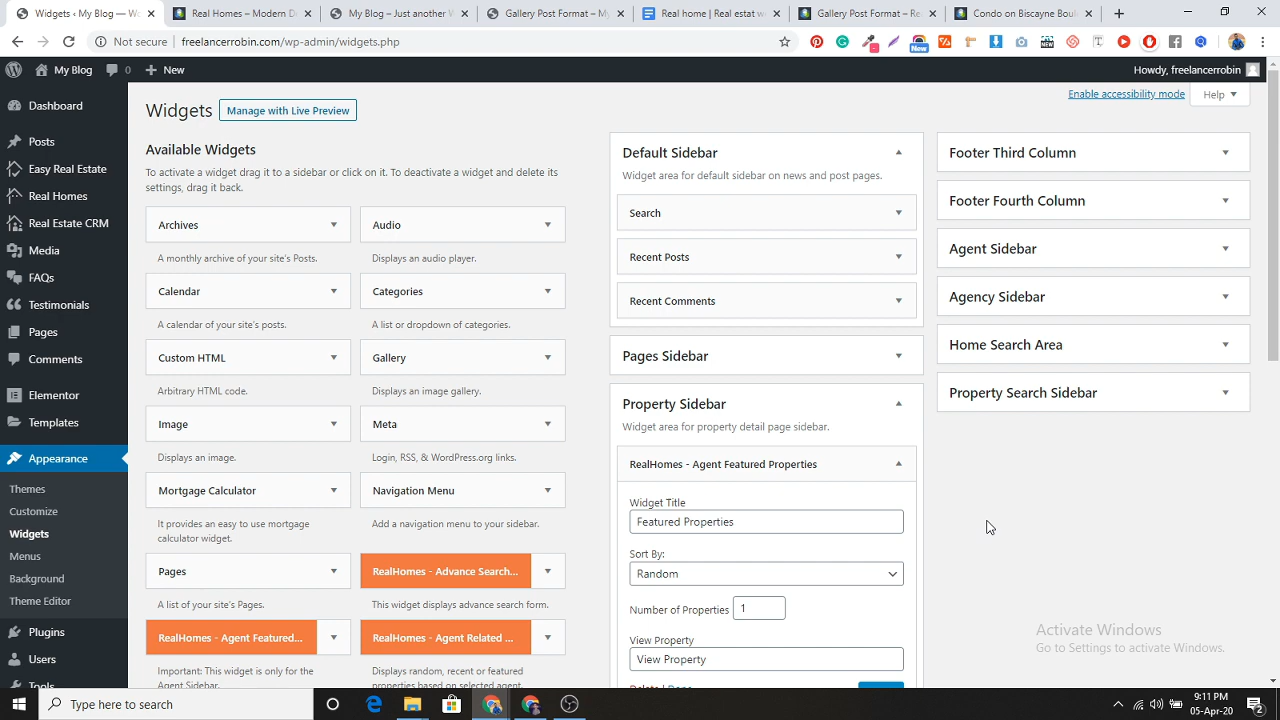 Widgets ‹ My Blog — Wo
RealHomes – Modern D
My Blog – Just another W
Gallery Post Format – My
Real home | Real estat we
Gallery Post Format – Re
Condo on Biscayne Boul
Not secure | freelancerrobin.com/wp-admin/widgets.php
New
My Blog 0 New
Howdy, freelancerrobin
Dashboard
Posts
Easy Real Estate
Real Homes
Real Estate CRM
Media
FAQs
Testimonials
Pages
Comments
Elementor
Templates
Appearance
Themes
Customize
Widgets
Menus
Background
Theme Editor
Plugins
Users
Tools
Enable accessibility mode
Help
Widgets Manage with Live Preview
Available Widgets
To activate a widget drag it to a sidebar or click on it. To deactivate a widget and delete its
settings, drag it back.
Archives
A monthly archive of your site's Posts.
Audio
Displays an audio player.
Calendar
A calendar of your site's posts.
Categories
A list or dropdown of categories.
Custom HTML
Arbitrary HTML code.
Gallery
Displays an image gallery.
Image
Displays an image.
Meta
Login, RSS, & WordPress.org links.
Mortgage Calculator
It provides an easy to use mortgage
calculator widget.
Navigation Menu
Add a navigation menu to your sidebar.
Pages
A list of your site's Pages.
RealHomes - Advance Search...
This widget displays advance search form.
RealHomes - Agent Featured...
Important: This widget is only for the
Agent Sidebar.
RealHomes - Agent Related ...
Displays random, recent or featured
properties based on selected agent.
Default Sidebar
Widget area for default sidebar on news and post pages.
Search
Recent Posts
Recent Comments
Pages Sidebar
Property Sidebar
Widget area for property detail page sidebar.
RealHomes - Agent Featured Properties
Widget Title
Featured Properties
Sort By:
Random
Number of Properties 1
View Property
View Property
Delete | Done
Footer Third Column
Footer Fourth Column
Agent Sidebar
Agency Sidebar
Home Search Area
Property Search Sidebar
Activate Windows
Go to Settings to activate Windows.
Type here to search
9:11 PM
05-Apr-20
2